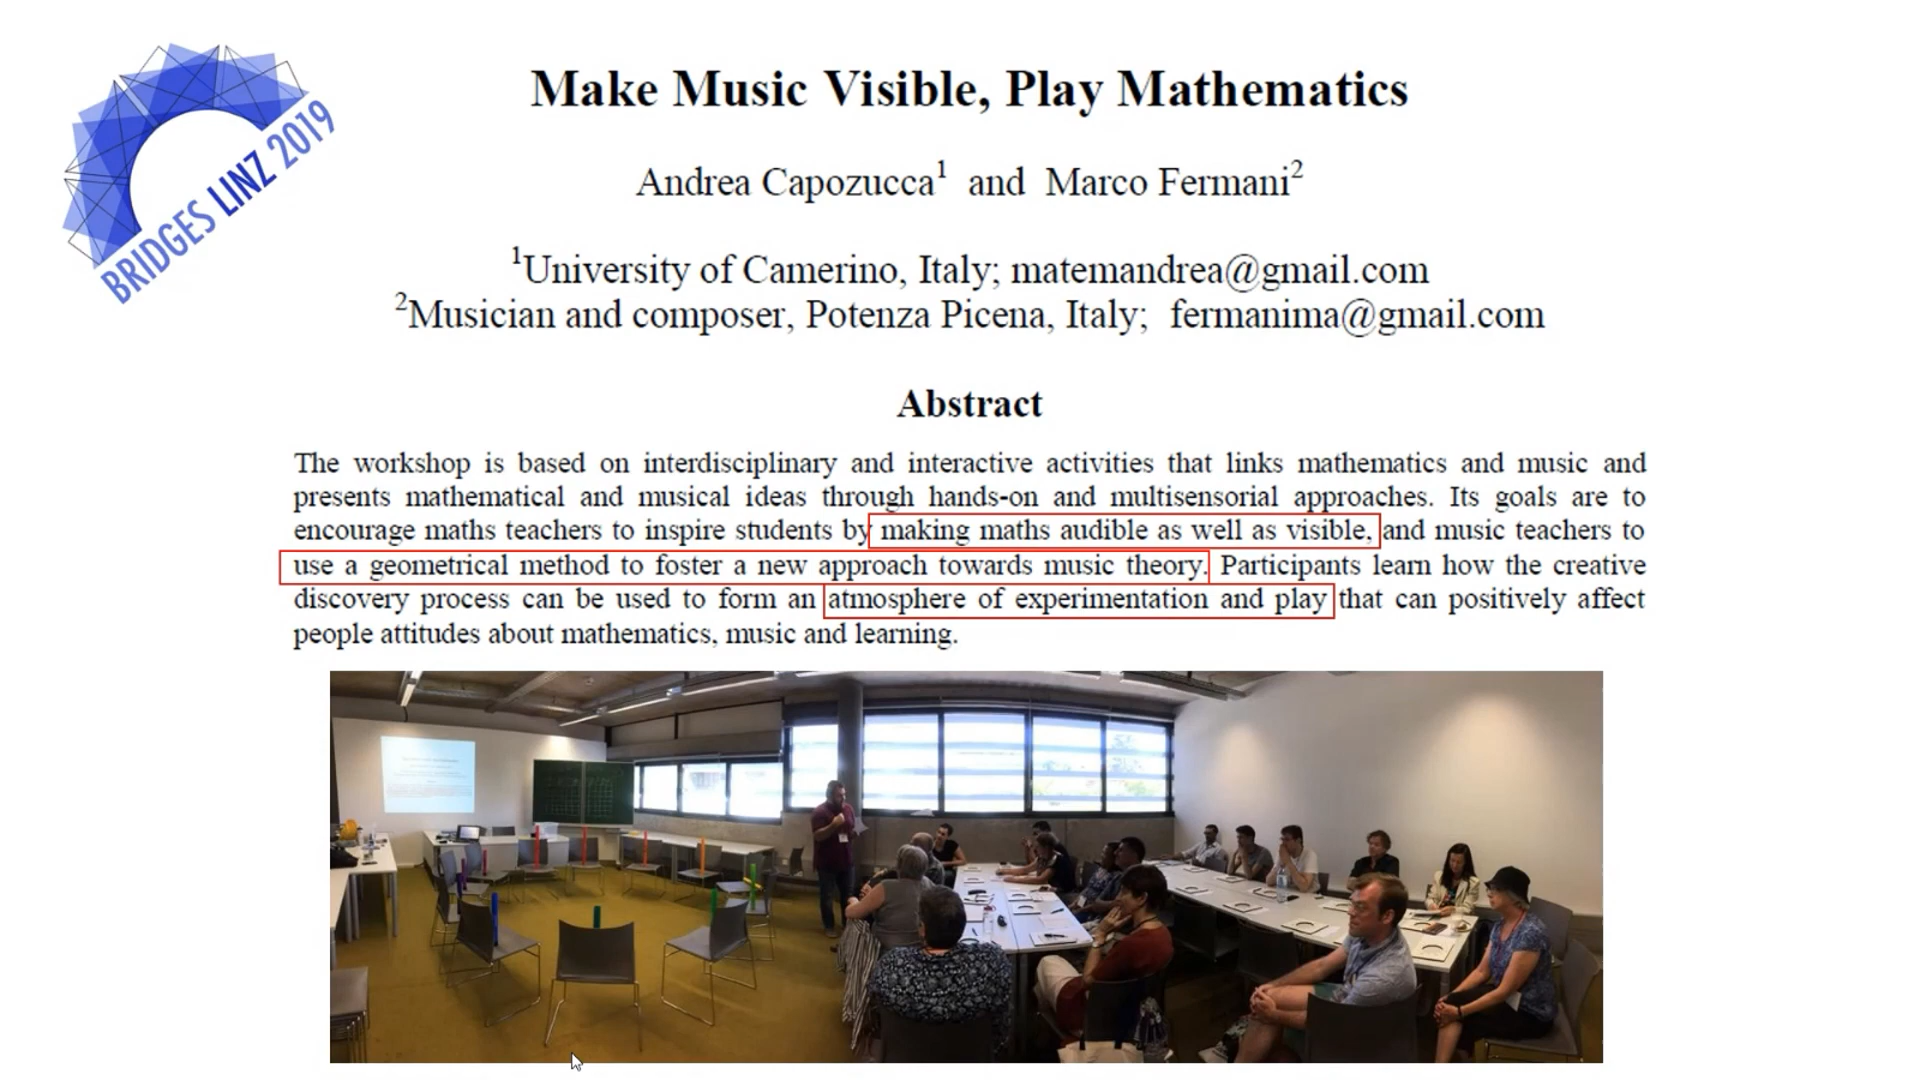 BRIDGES LINZ 2019
Make Music Visible, Play Mathematics
Andrea Capozucca1 and Marco Fermani2
1University of Camerino, Italy; matemandrea@gmail.com
2Musician and composer, Potenza Picena, Italy; fermanima@gmail.com
Abstract
The workshop is based on interdisciplinary and interactive activities that links mathematics and music and
presents mathematical and musical ideas through hands-on and multisensorial approaches. Its goals are to
encourage maths teachers to inspire students by making maths audible as well as visible, and music teachers to
use a geometrical method to foster a new approach towards music theory. Participants learn how the creative
discovery process can be used to form an atmosphere of experimentation and play that can positively affect
people attitudes about mathematics, music and learning.